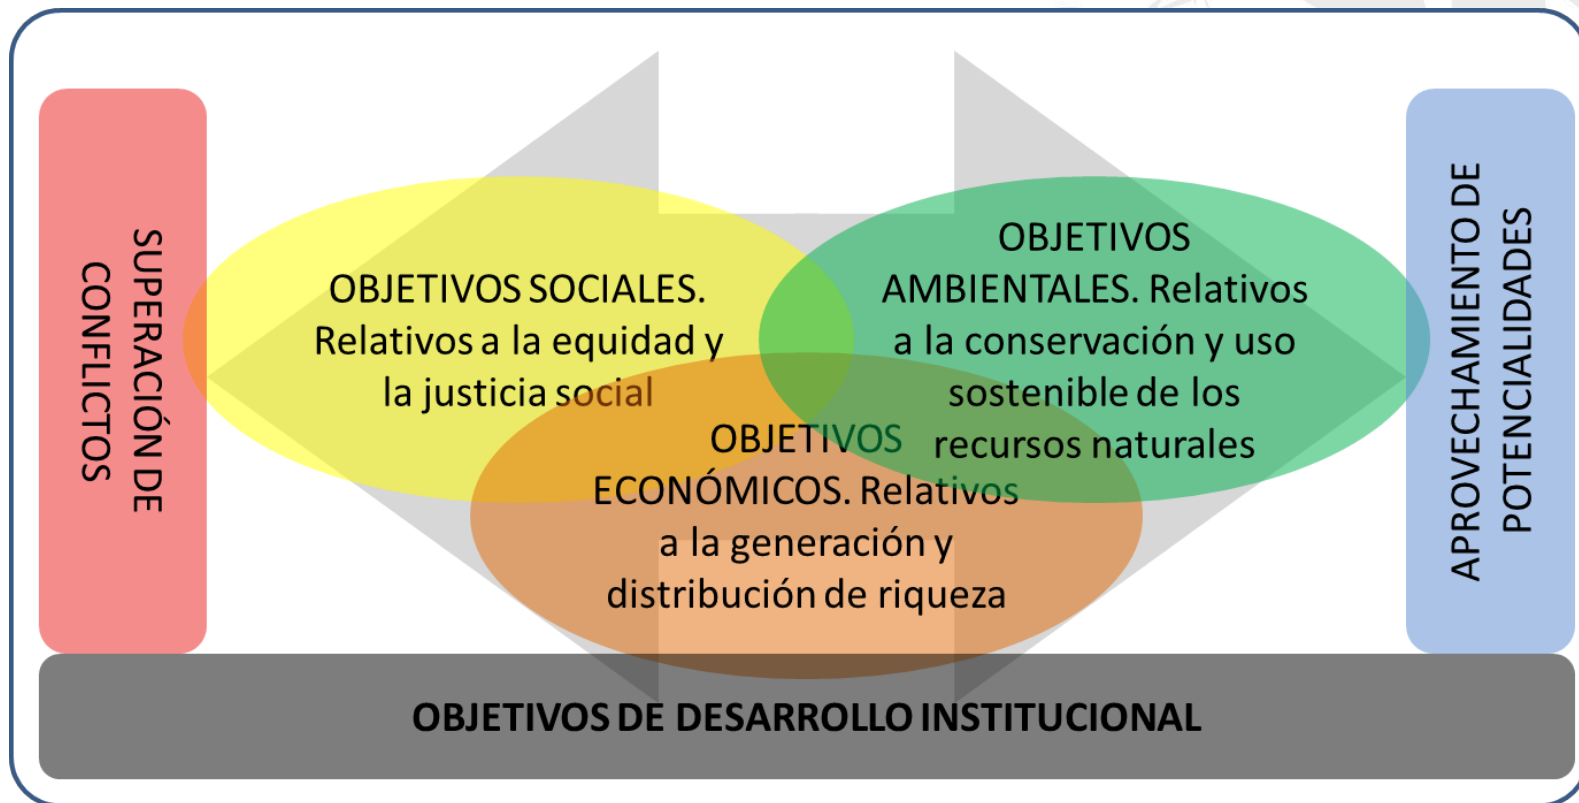 SUPERACIÓN DE
CONFLICTOS
OBJETIVOS SOCIALES.
Relativos a la equidad y
la justicia social
OBJETIVOS
AMBIENTALES. Relativos
a la conservación y uso
sostenible de los
recursos naturales
OBJETIVOS
ECONÓMICOS. Relativos
a la generación y
distribución de riqueza
APROVECHAMIENTO DE
POTENCIALIDADES
OBJETIVOS DE DESARROLLO INSTITUCIONAL